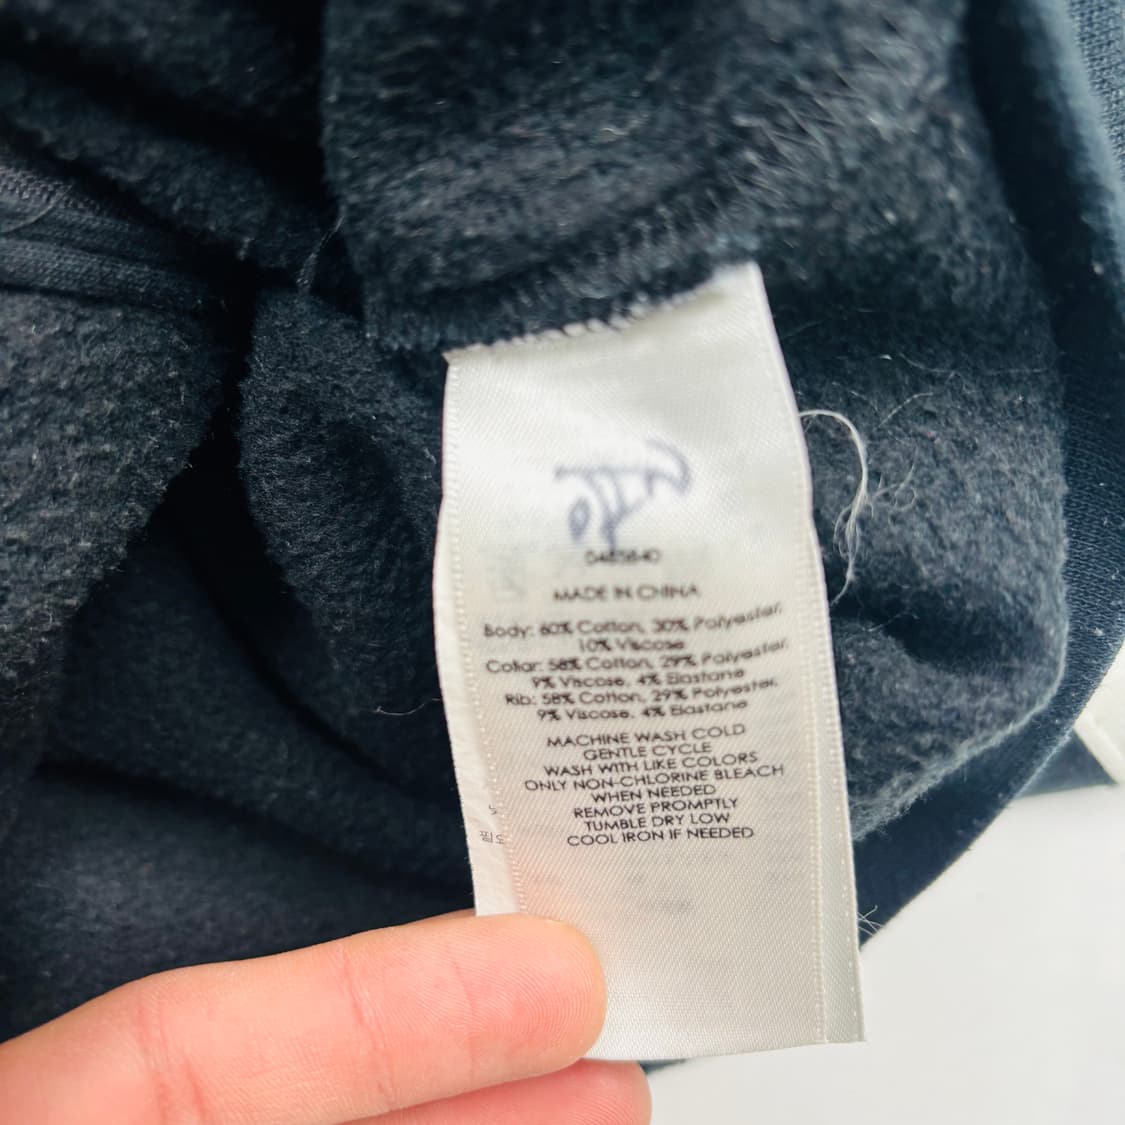 MADE IN CHINA
Body: 60% Cotton, 30% Polyester,
10% Viscose
Collar: 58% Cotton, 29% Polyester,
9% Viscose, 4% Elastane
Rib: 58% Cotton, 29% Polyester,
9% Viscose, 4% Elastane
MACHINE WASH COLD
GENTLE CYCLE
WASH WITH LIKE COLORS
ONLY NON-CHLORINE BLEACH
WHEN NEEDED
REMOVE PROMPTLY
TUMBLE DRY LOW
COOL IRON IF NEEDED